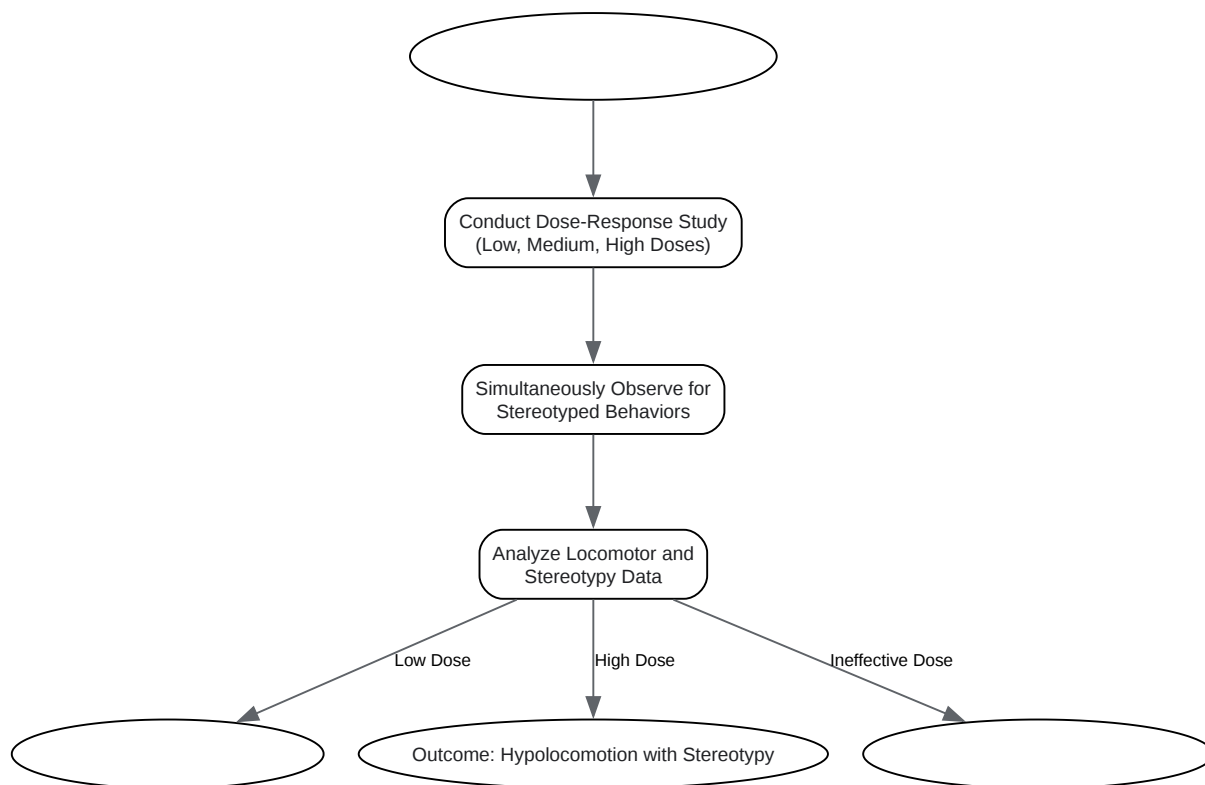 Conduct Dose-Response Study
(Low, Medium, High Doses)
Simultaneously Observe for
Stereotyped Behaviors
Analyze Locomotor and
Stereotypy Data
Low Dose
High Dose
Ineffective Dose
Outcome: Hypolocomotion with Stereotypy